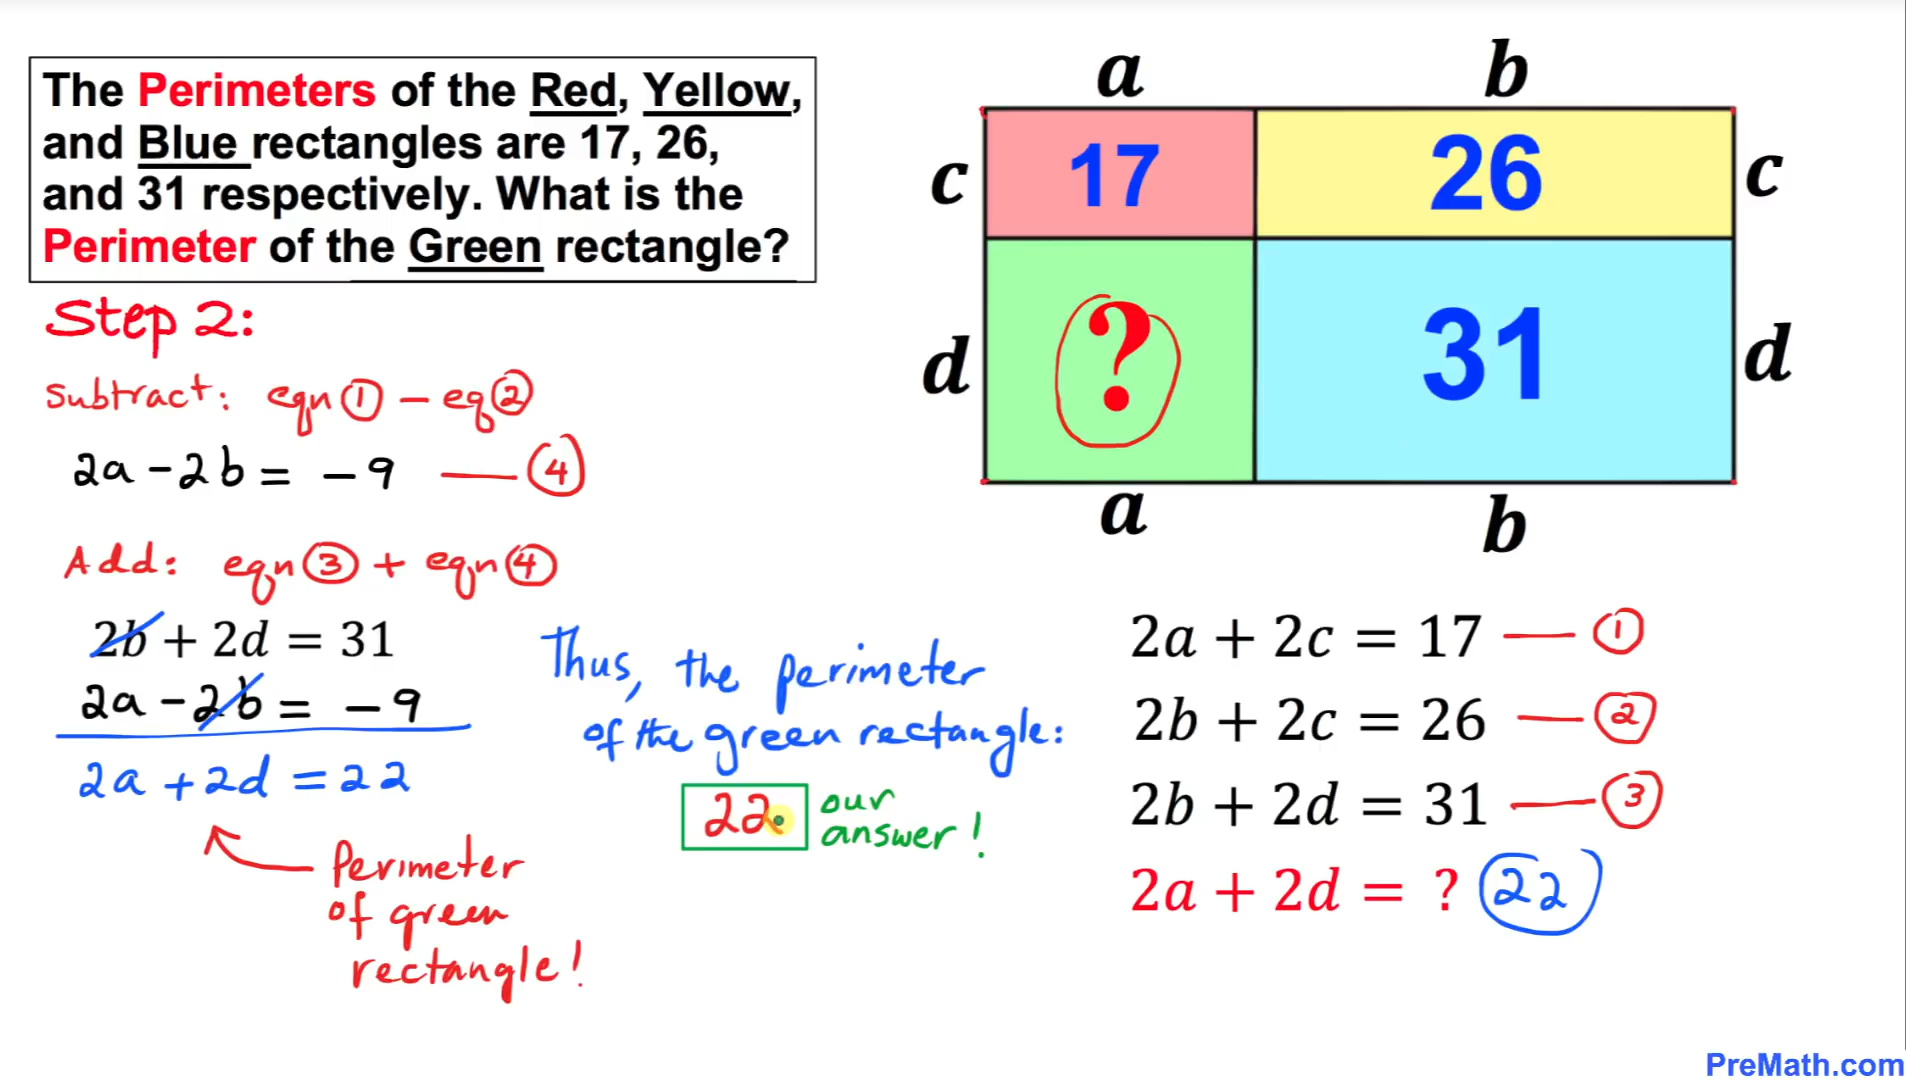 The Perimeters of the Red, Yellow,
and Blue rectangles are 17, 26,
and 31 respectively. What is the
Perimeter of the Green rectangle?
Step 2:
Subtract: eqn ① − eq ②
2a − 2b = −9 —— ④
Add: eqn ③ + eqn ④
2b + 2d = 31
2a − 2b = −9
2a + 2d = 22
Perimeter
of green
rectangle!
Thus, the perimeter
of the green rectangle:
22
our
answer!
a b
c 17 26 c
d ? 31 d
a b
2a + 2c = 17 —— ①
2b + 2c = 26 —— ②
2b + 2d = 31 —— ③
2a + 2d = ? 22
PreMath.com